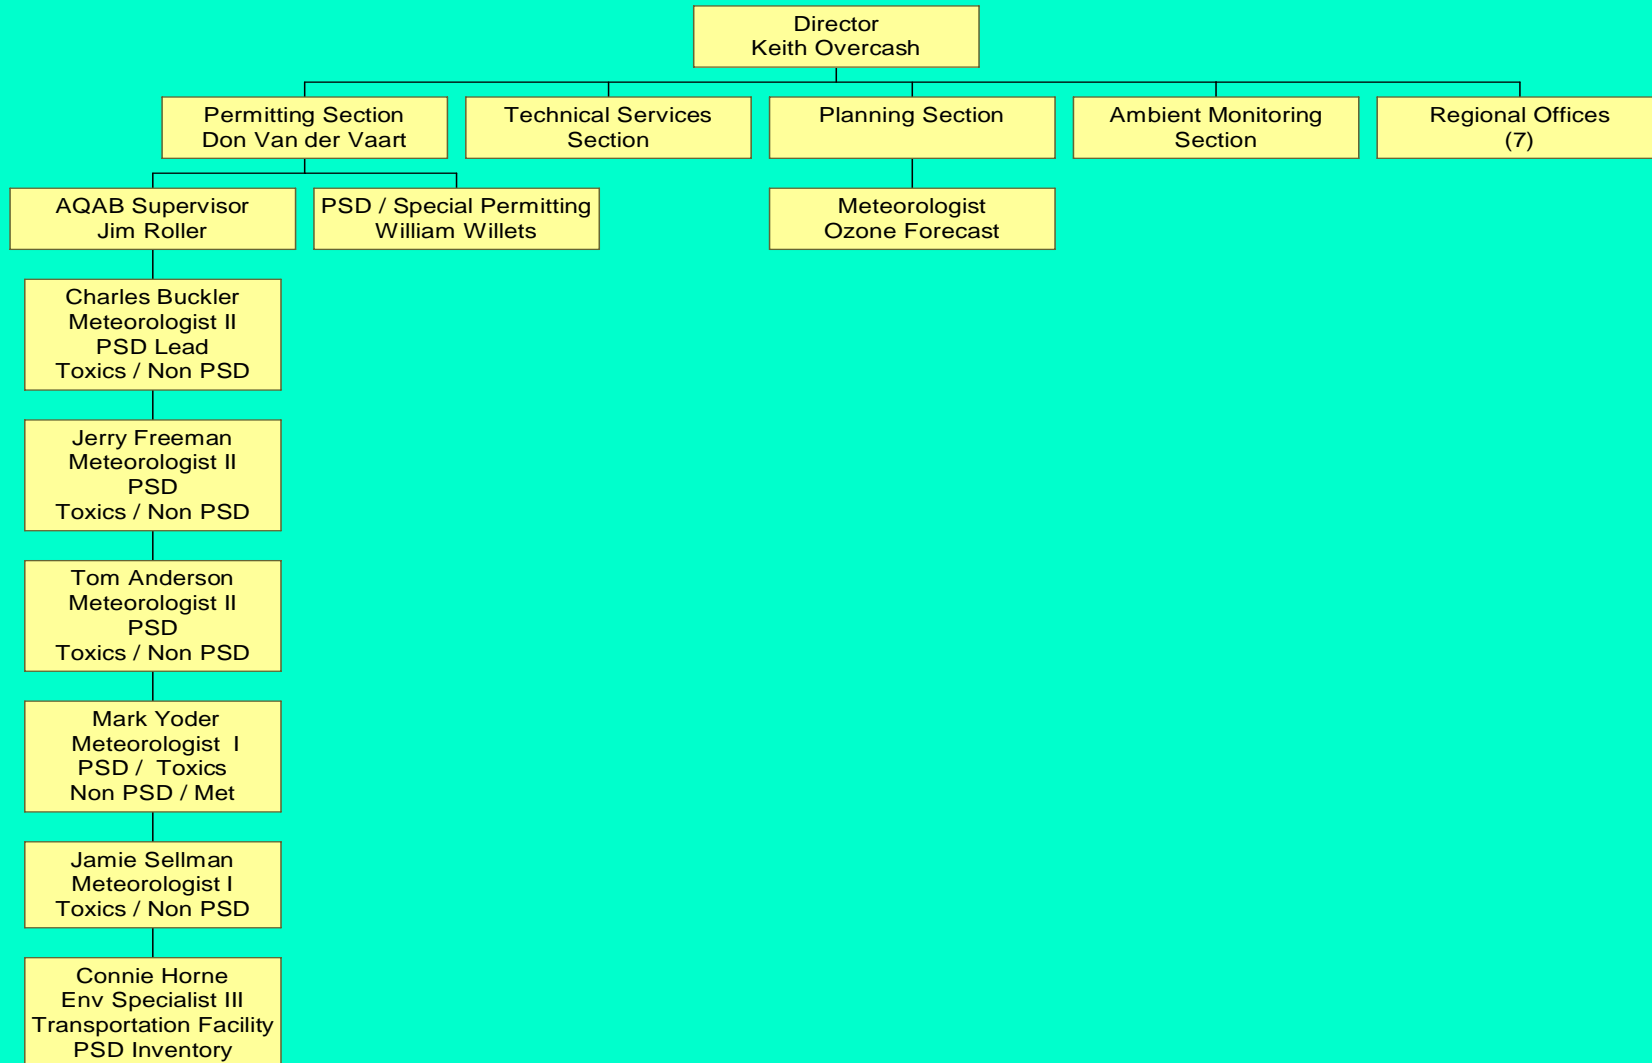 Director
Keith Overcash
Permitting Section
Don Van der Vaart
Technical Services
Section
Planning Section
Ambient Monitoring
Section
Regional Offices
(7)
AQAB Supervisor
Jim Roller
PSD / Special Permitting
William Willets
Meteorologist
Ozone Forecast
Charles Buckler
Meteorologist II
PSD Lead
Toxics / Non PSD
Jerry Freeman
Meteorologist II
PSD
Toxics / Non PSD
Tom Anderson
Meteorologist II
PSD
Toxics / Non PSD
Mark Yoder
Meteorologist I
PSD / Toxics
Non PSD / Met
Jamie Sellman
Meteorologist I
Toxics / Non PSD
Connie Horne
Env Specialist III
Transportation Facility
PSD Inventory